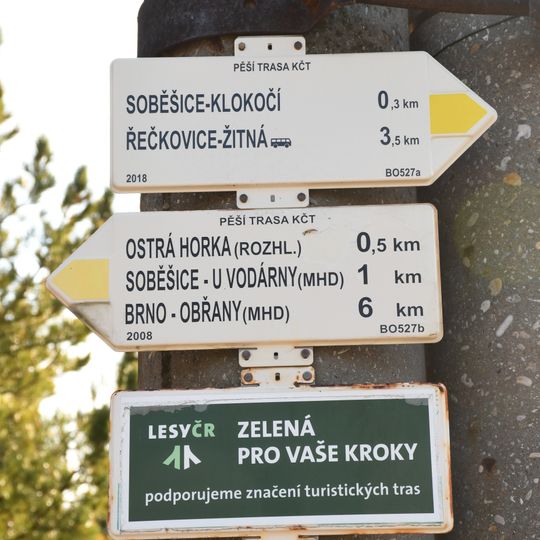 PĚŠÍ TRASA KČT
SOBĚŠICE-KLOKOČÍ 0,3 km
ŘEČKOVICE-ŽITNÁ 3,5 km
2018 BO527a
PĚŠÍ TRASA KČT
OSTRÁ HORKA (ROZHL.) 0,5 km
SOBĚŠICE - U VODÁRNY(MHD) 1 km
BRNO - OBŘANY(MHD) 6 km
2008 BO527b
LESYČR ZELENÁ
PRO VAŠE KROKY
podporujeme značení turistických tras